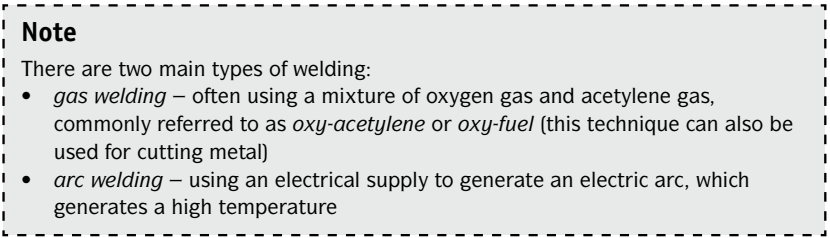 Note
There are two main types of welding:
• gas welding – often using a mixture of oxygen gas and acetylene gas,
commonly referred to as oxy-acetylene or oxy-fuel (this technique can also be
used for cutting metal)
• arc welding – using an electrical supply to generate an electric arc, which
generates a high temperature